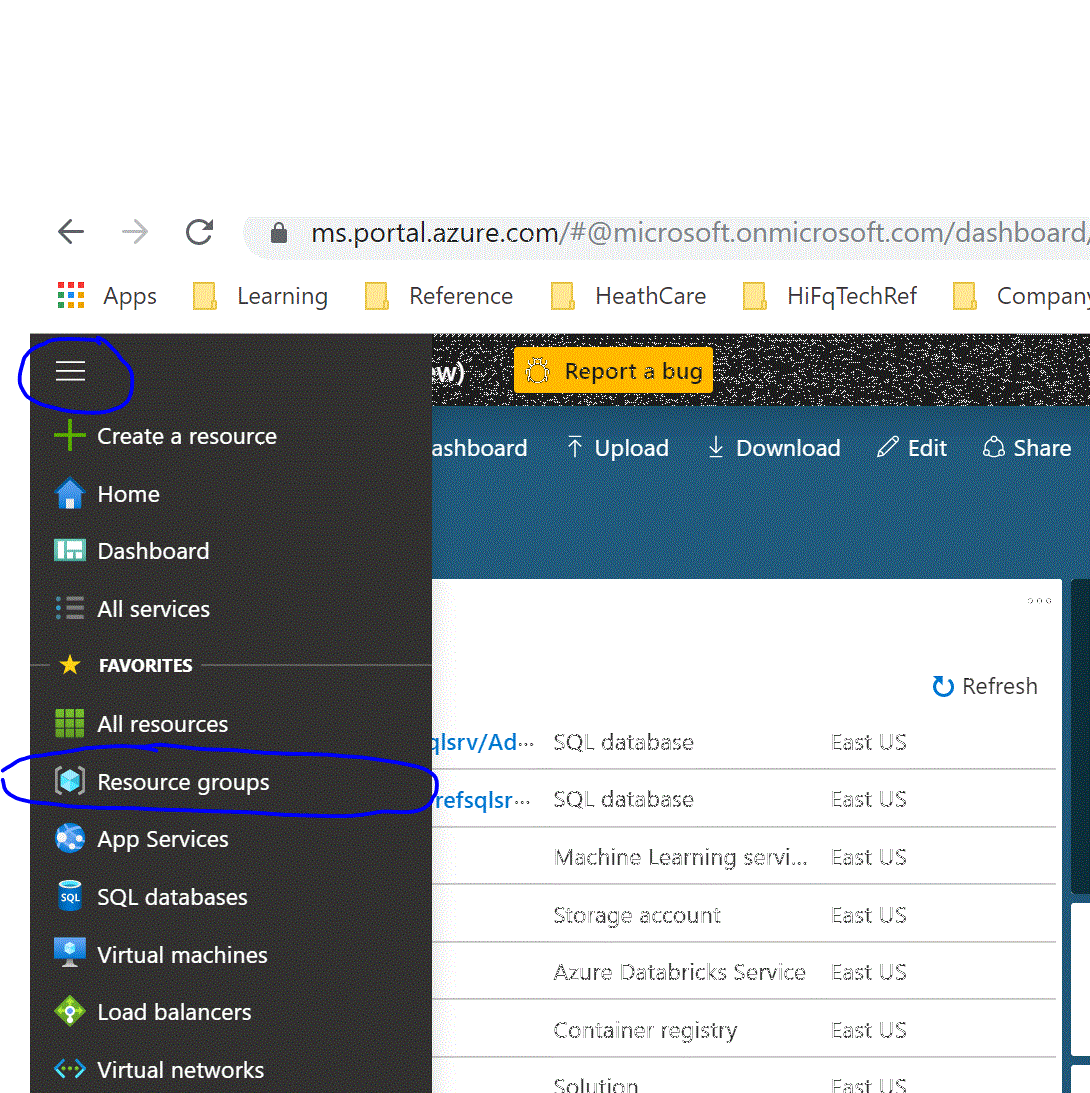 ms.portal.azure.com/#@microsoft.onmicrosoft.com/dashboard/
Apps Learning Reference HeathCare HiFqTechRef Company
ew) Report a bug
Create a resource
ashboard Upload Download Edit Share
Home
Dashboard
All services
FAVORITES
Refresh
All resources
qlsrv/Ad... SQL database East US
Resource groups
refsqlsr... SQL database East US
App Services
Machine Learning servi... East US
SQL databases
SQL
Storage account East US
Virtual machines
Azure Databricks Service East US
Load balancers
Container registry East US
Virtual networks
Solution East US